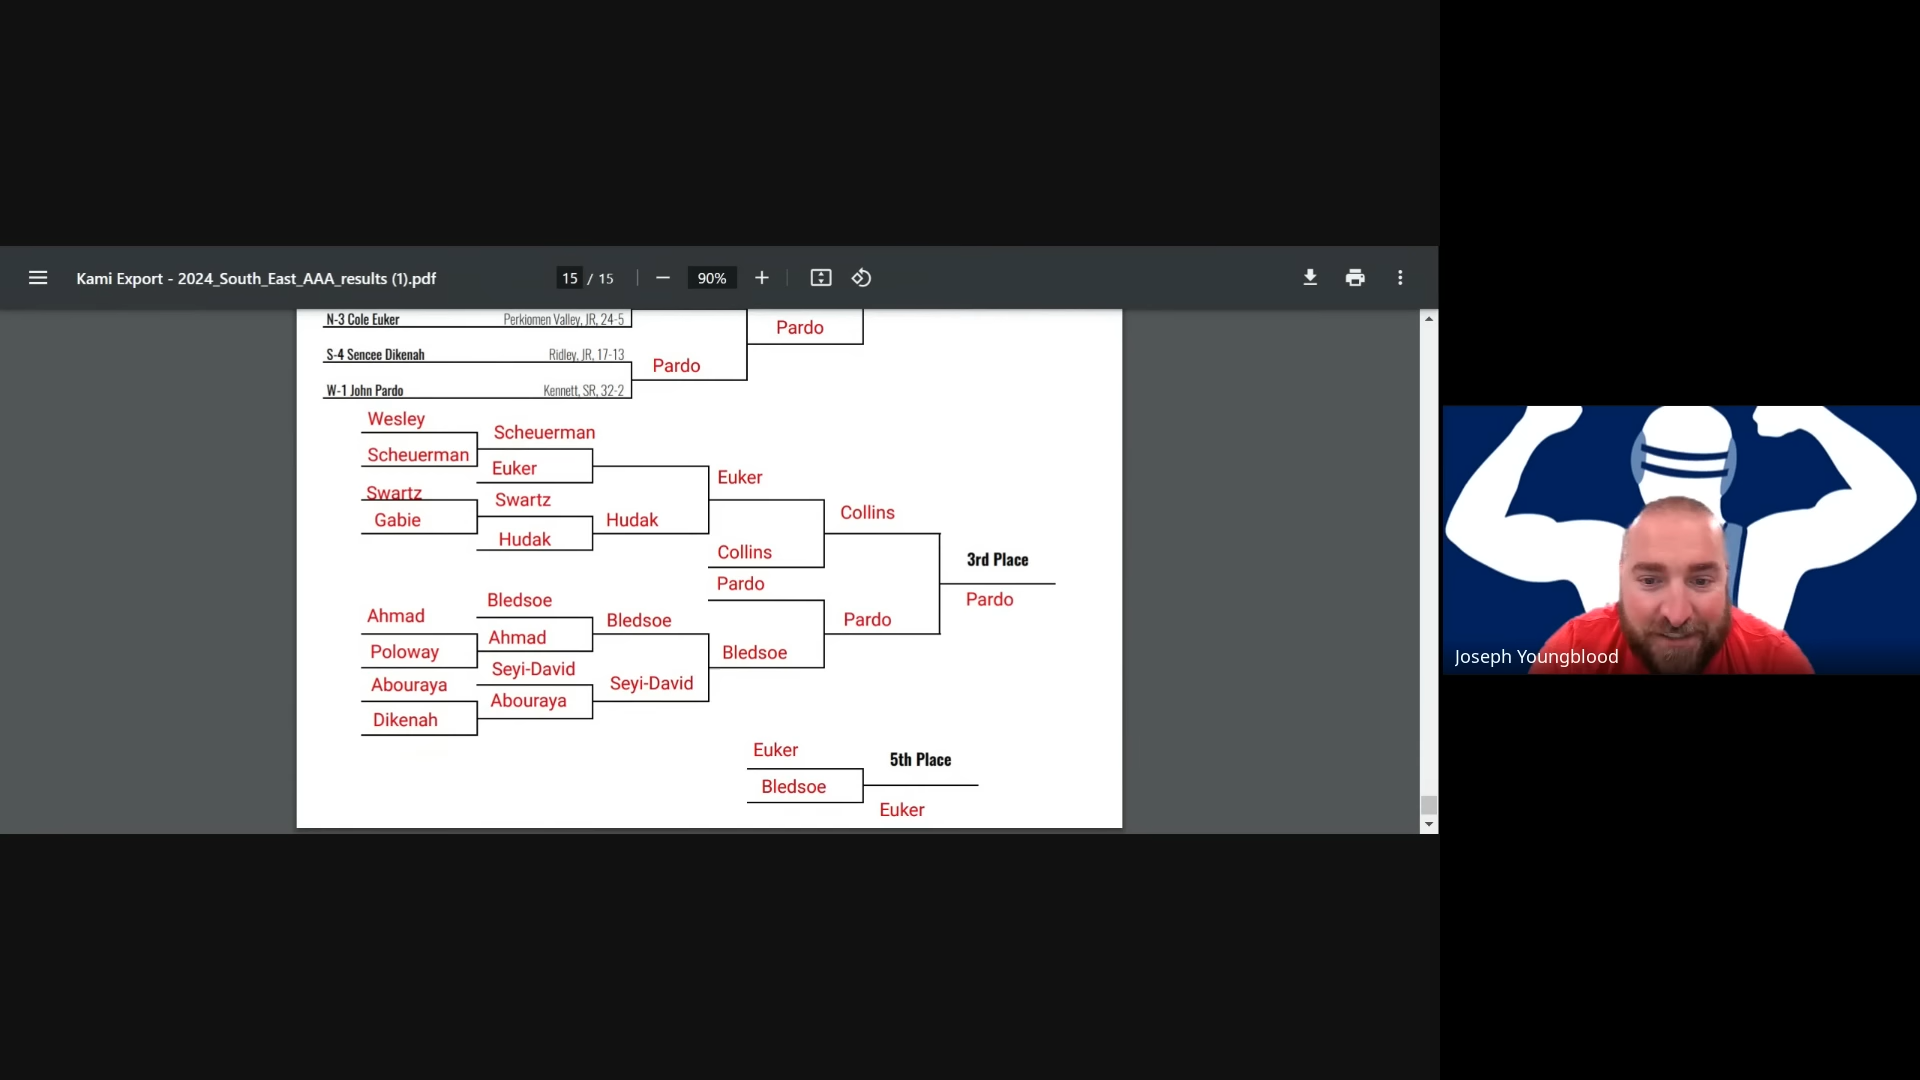 Kami Export - 2024_South_East_AAA_results (1).pdf
15 / 15
90%
N-3 Cole Euker Perkiomen Valley, JR, 24-5
Pardo
S-4 Sencee Dikenah Ridley, JR, 17-13
Pardo
W-1 John Pardo Kennett, SR, 32-2
Wesley
Scheuerman
Scheuerman
Euker
Euker
Swartz
Swartz
Gabie
Hudak
Hudak
Collins
Collins
3rd Place
Pardo
Pardo
Bledsoe
Ahmad
Bledsoe
Pardo
Ahmad
Poloway
Bledsoe
Seyi-David
Abouraya
Seyi-David
Abouraya
Dikenah
Euker
5th Place
Bledsoe
Euker
Joseph Youngblood